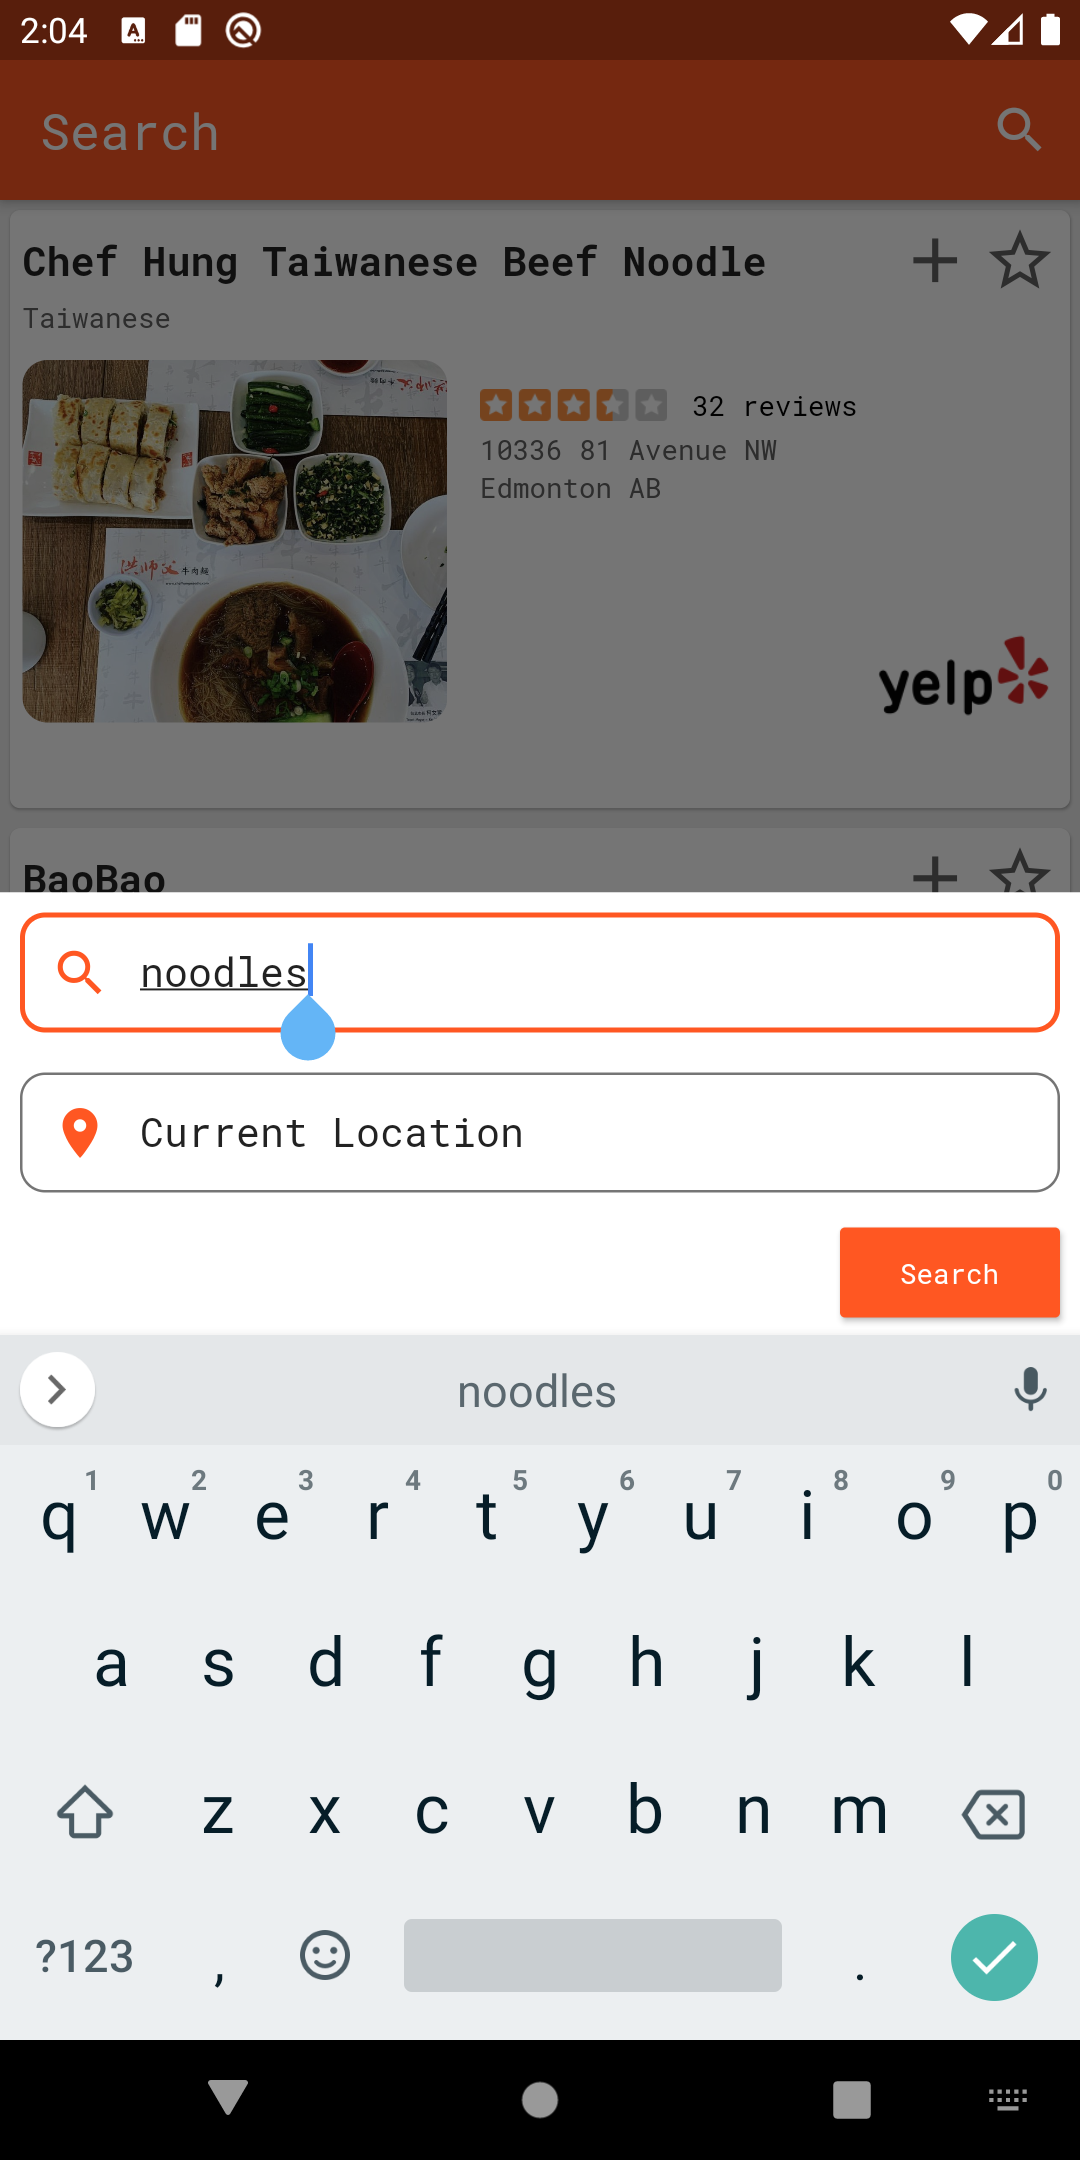 2:04
Search
Chef Hung Taiwanese Beef Noodle
Taiwanese
32 reviews
10336 81 Avenue NW
Edmonton AB
yelp
BaoBao
noodles
Current Location
Search
noodles
1 2 3 4 5 6 7 8 9 0
q w e r t y u i o p
a s d f g h j k l
z x c v b n m
?123 , .